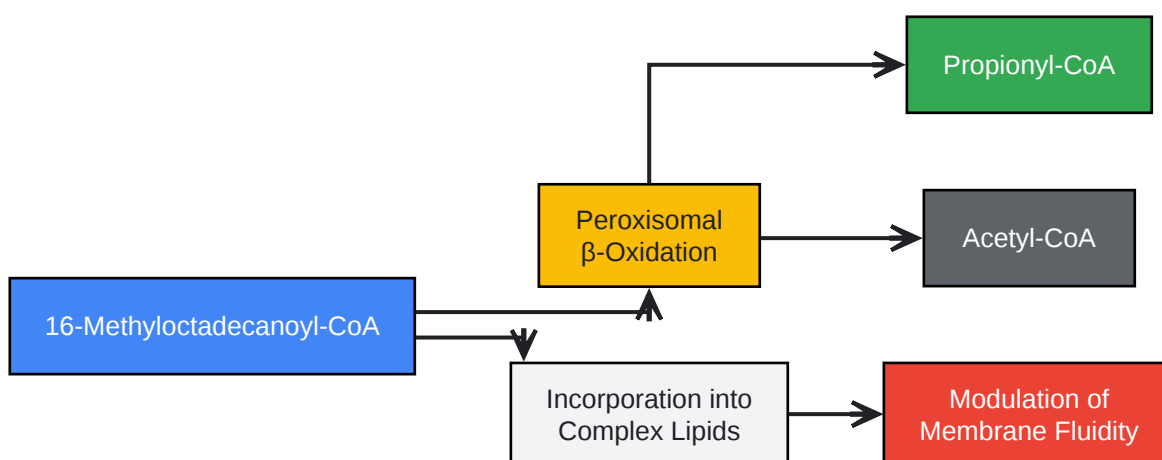 Propionyl-CoA
Peroxisomal
β-Oxidation
Acetyl-CoA
16-Methyloctadecanoyl-CoA
Incorporation into
Complex Lipids
Modulation of
Membrane Fluidity